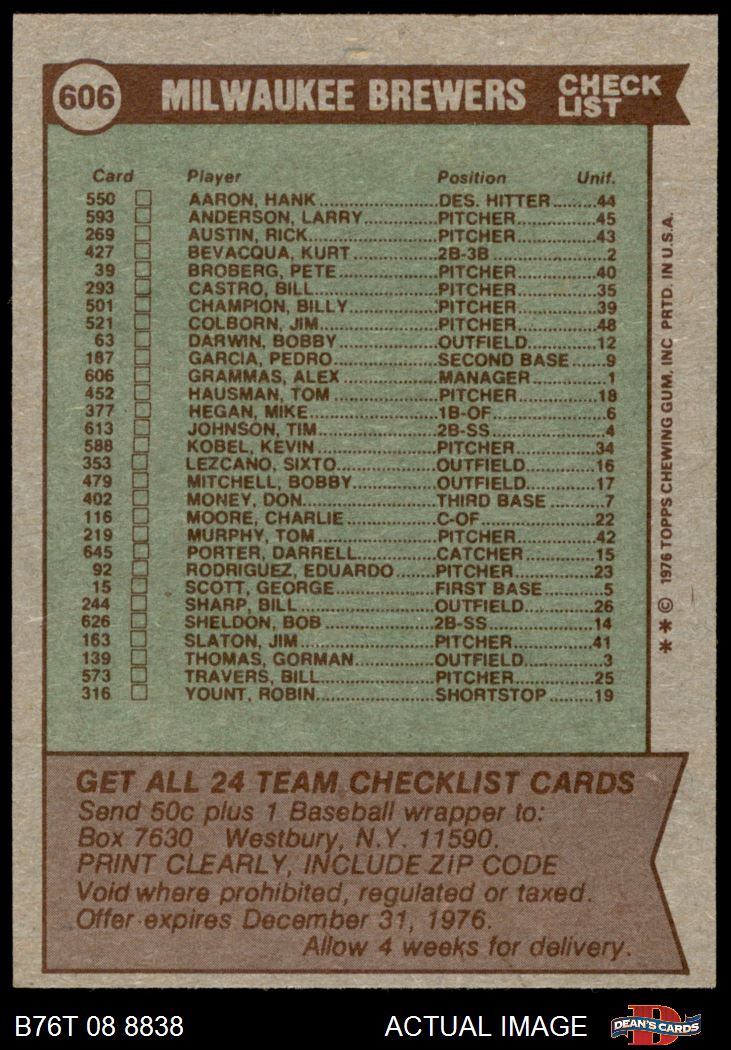 606 MILWAUKEE BREWERS CHECK LIST
Card Player Position Unif.
550 AARON, HANK DES. HITTER 44
593 ANDERSON, LARRY PITCHER 45
269 AUSTIN, RICK PITCHER 43
427 BEVACQUA, KURT 2B-3B 2
39 BROBERG, PETE PITCHER 40
293 CASTRO, BILL PITCHER 35
501 CHAMPION, BILLY PITCHER 39
521 COLBORN, JIM PITCHER 48
63 DARWIN, BOBBY OUTFIELD 12
187 GARCIA, PEDRO SECOND BASE 9
606 GRAMMAS, ALEX MANAGER 1
452 HAUSMAN, TOM PITCHER 18
377 HEGAN, MIKE 1B-OF 6
613 JOHNSON, TIM 2B-SS 4
588 KOBEL, KEVIN PITCHER 34
353 LEZCANO, SIXTO OUTFIELD 16
479 MITCHELL, BOBBY OUTFIELD 17
402 MONEY, DON THIRD BASE 7
116 MOORE, CHARLIE C-OF 22
219 MURPHY, TOM PITCHER 42
645 PORTER, DARRELL CATCHER 15
92 RODRIGUEZ, EDUARDO PITCHER 23
15 SCOTT, GEORGE FIRST BASE 5
244 SHARP, BILL OUTFIELD 26
626 SHELDON, BOB 2B-SS 14
163 SLATON, JIM PITCHER 41
139 THOMAS, GORMAN OUTFIELD 3
573 TRAVERS, BILL PITCHER 25
316 YOUNT, ROBIN SHORTSTOP 19
**© 1976 TOPPS CHEWING GUM, INC PRTD. IN U.S.A.
GET ALL 24 TEAM CHECKLIST CARDS
Send 50c plus 1 Baseball wrapper to:
Box 7630 Westbury, N.Y. 11590.
PRINT CLEARLY, INCLUDE ZIP CODE
Void where prohibited, regulated or taxed.
Offer expires December 31, 1976.
Allow 4 weeks for delivery.
B76T 08 8838 ACTUAL IMAGE DEAN'S CARDS